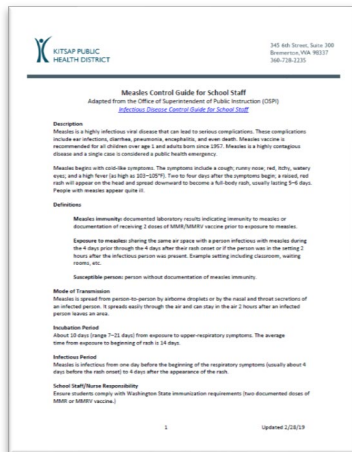 KITSAP PUBLIC
HEALTH DISTRICT
345 6th Street, Suite 300
Bremerton, WA 98337
360-728-2235
Measles Control Guide for School Staff
Adapted from the Office of Superintendent of Public Instruction (OSPI)
Infectious Disease Control Guide for School Staff
Description
Measles is a highly infectious viral disease that can lead to serious complications. These complications
include ear infections, diarrhea, pneumonia, encephalitis, and even death. Measles vaccine is
recommended for all children over age 1 and adults born since 1957. Measles is a highly contagious
disease and a single case is considered a public health emergency.
Measles begins with cold-like symptoms. The symptoms include a cough; runny nose; red, itchy, watery
eyes; and a high fever (as high as 103–105°F). Two to four days after the symptoms begin; a raised, red
rash will appear on the head and spread downward to become a full-body rash, usually lasting 5–6 days.
People with measles appear quite ill.
Definitions
Measles immunity: documented laboratory results indicating immunity to measles or
documentation of receiving 2 doses of MMR/MMRV vaccine prior to exposure to measles.
Exposure to measles: sharing the same air space with a person infectious with measles during
the 4 days prior through the 4 days after their rash onset or if the person was in the setting 2
hours after the infectious person was present. Example setting including classroom, waiting
rooms, etc.
Susceptible person: person without documentation of measles immunity.
Mode of Transmission
Measles is spread from person-to-person by airborne droplets or by the nasal and throat secretions of
an infected person. It spreads easily through the air and can stay in the air 2 hours after an infected
person leaves an area.
Incubation Period
About 10 days (range 7–21 days) from exposure to upper-respiratory symptoms. The average
time from exposure to beginning of rash is 14 days.
Infectious Period
Measles is infectious from one day before the beginning of the respiratory symptoms (usually about 4
days before the rash onset) to 4 days after the appearance of the rash.
School Staff/Nurse Responsibility
Ensure students comply with Washington State immunization requirements (two documented doses of
MMR or MMRV vaccine.)
1
Updated 2/28/19